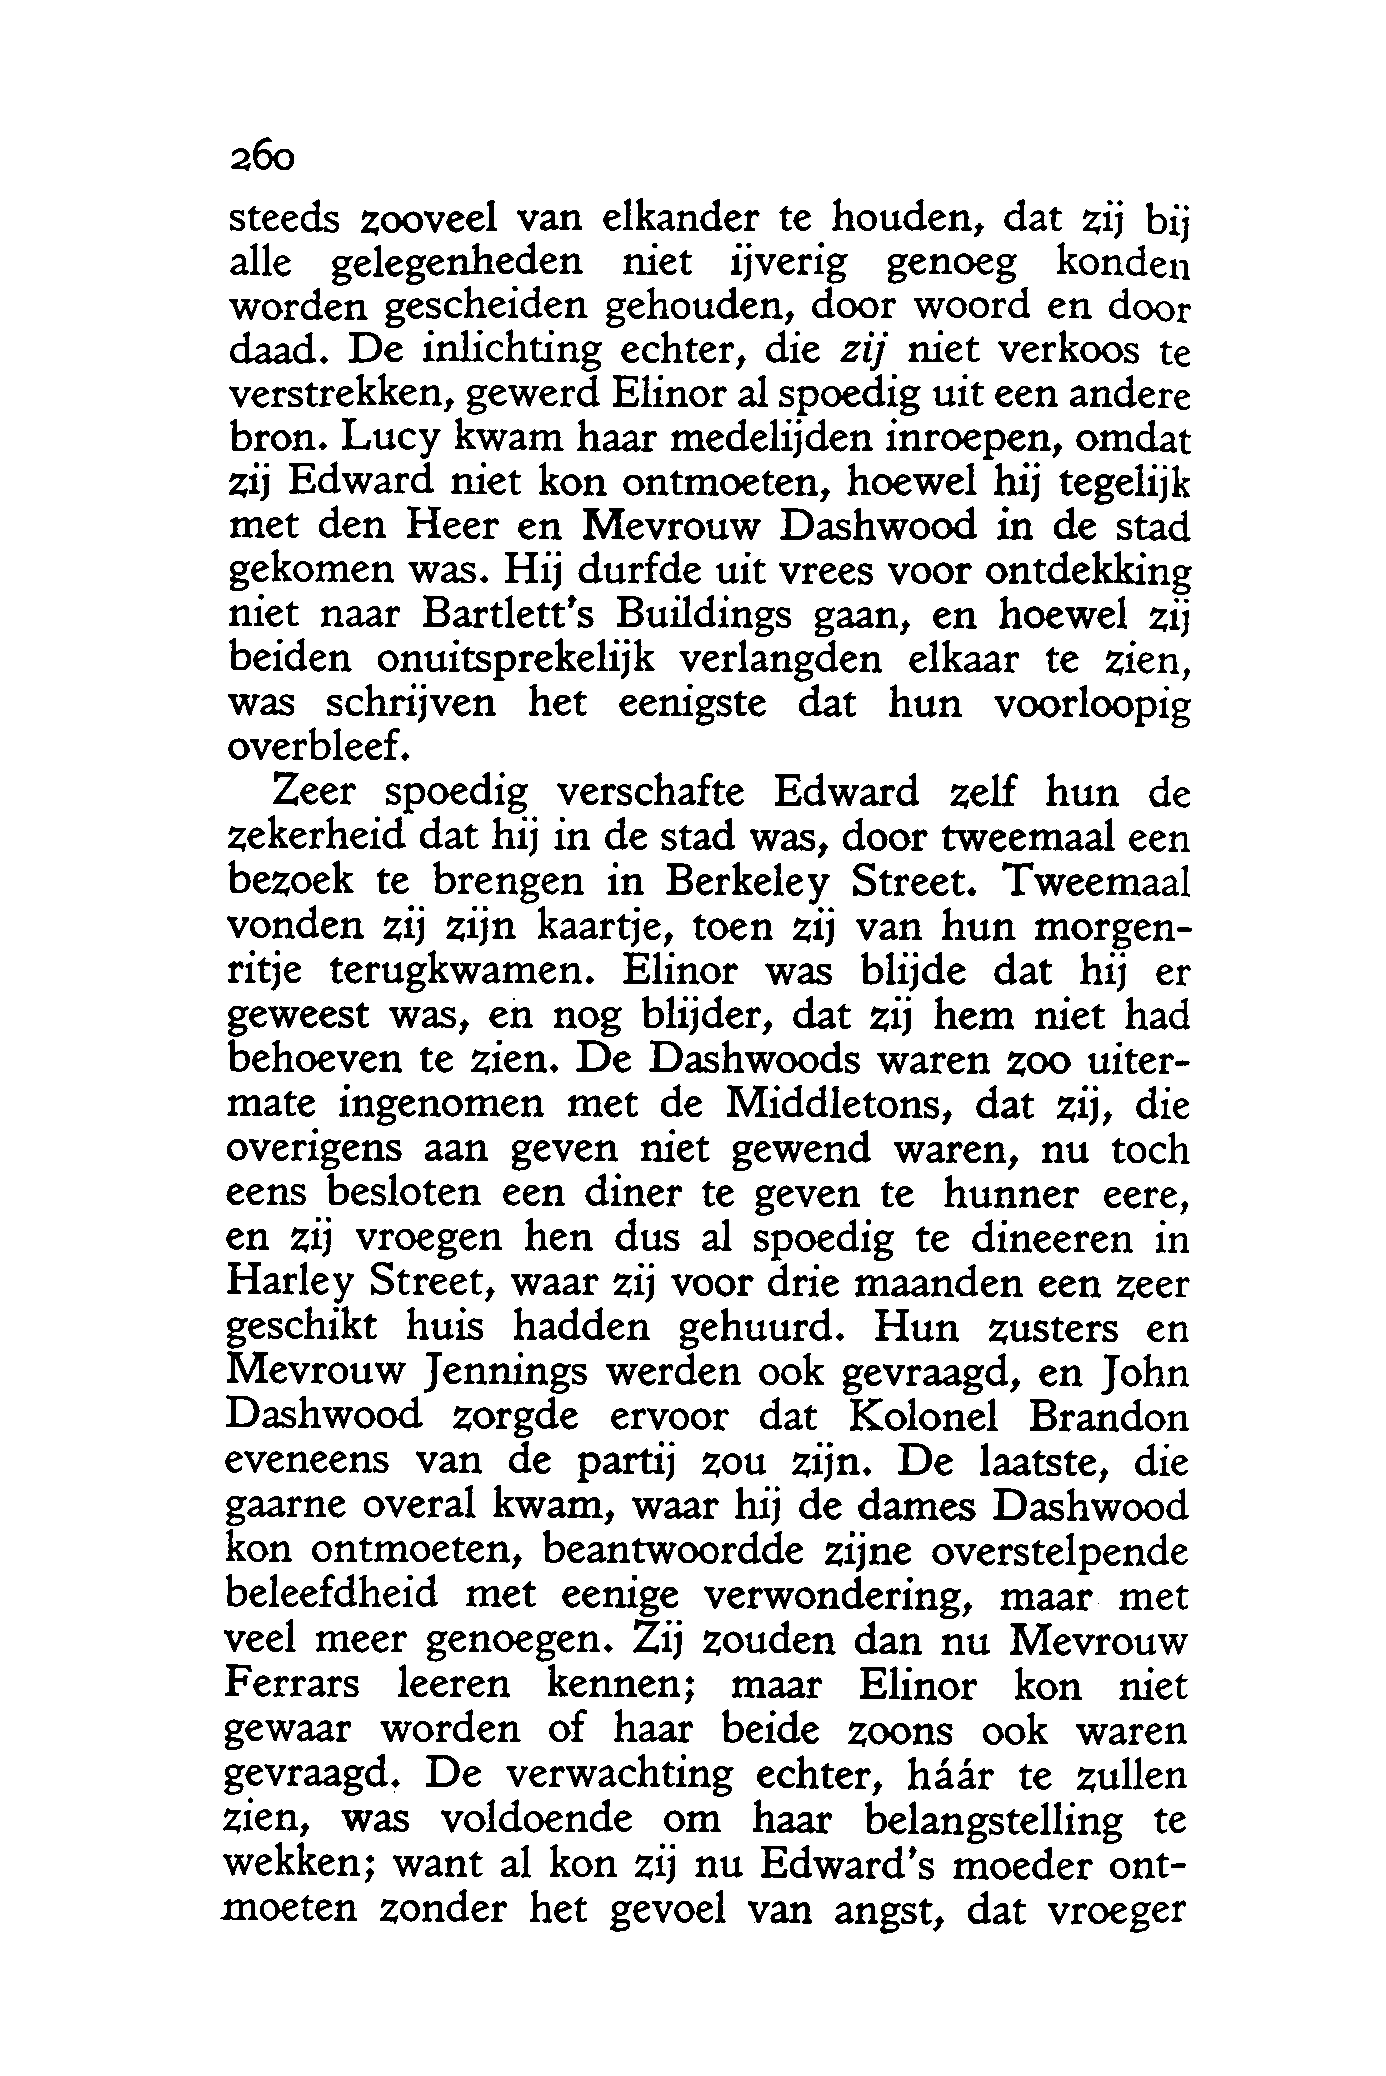 260
steeds zooveel van elkander te houden, dat zij bij
alle gelegenheden niet ijverig genoeg konden
worden gescheiden gehouden, door woord en door
daad. De inlichting echter, die zij niet verkoos te
verstrekken, gewerd Elinor al spoedig uit een andere
bron. Lucy kwam haar medelijden inroepen, omdat
zij Edward niet kon ontmoeten, hoewel hij tegelijk
met den Heer en Mevrouw Dashwood in de stad
gekomen was. Hij durfde uit vrees voor ontdekking
niet naar Bartlett's Buildings gaan, en hoewel zij
beiden onuitsprekelijk verlangden elkaar te zien,
was schrijven het eenigste dat hun voorloopig
overbleef.
Zeer spoedig verschafte Edward zelf hun de
zekerheid dat hij in de stad was, door tweemaal een
bezoek te brengen in Berkeley Street. Tweemaal
vonden zij zijn kaartje, toen zij van hun morgen-
ritje terugkwamen. Elinor was blijde dat hij er
geweest was, en nog blijder, dat zij hem niet had
behoeven te zien. De Dashwoods waren zoo uiter-
mate ingenomen met de Middletons, dat zij, die
overigens aan geven niet gewend waren, nu toch
eens besloten een diner te geven te hunner eere,
en zij vroegen hen dus al spoedig te dineeren in
Harley Street, waar zij voor drie maanden een zeer
geschikt huis hadden gehuurd. Hun zusters en
Mevrouw Jennings werden ook gevraagd, en John
Dashwood zorgde ervoor dat Kolonel Brandon
eveneens van de partij zou zijn. De laatste, die
gaarne overal kwam, waar hij de dames Dashwood
kon ontmoeten, beantwoordde zijne overstelpende
beleefdheid met eenige verwondering, maar met
veel meer genoegen. Zij zouden dan nu Mevrouw
Ferrars leeren kennen; maar Elinor kon niet
gewaar worden of haar beide zoons ook waren
gevraagd. De verwachting echter, háár te zullen
zien, was voldoende om haar belangstelling te
wekken; want al kon zij nu Edward's moeder ont-
moeten zonder het gevoel van angst, dat vroeger